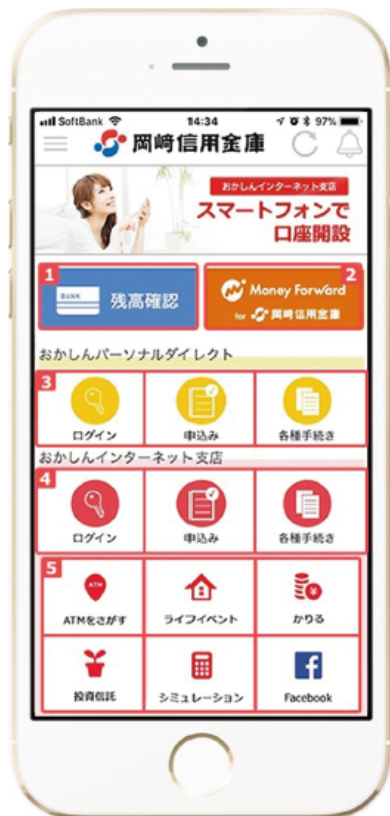 SoftBank 14:34 97%
岡崎信用金庫
おかしんインターネット支店
スマートフォンで
口座開設
1 2
BANK 残高確認 Money Forward
for 岡崎信用金庫
おかしんパーソナルダイレクト
3
ログイン 申込み 各種手続き
おかしんインターネット支店
4
ログイン 申込み 各種手続き
5
ATM
ATMをさがす ライフイベント かりる
投資信託 シミュレーション Facebook